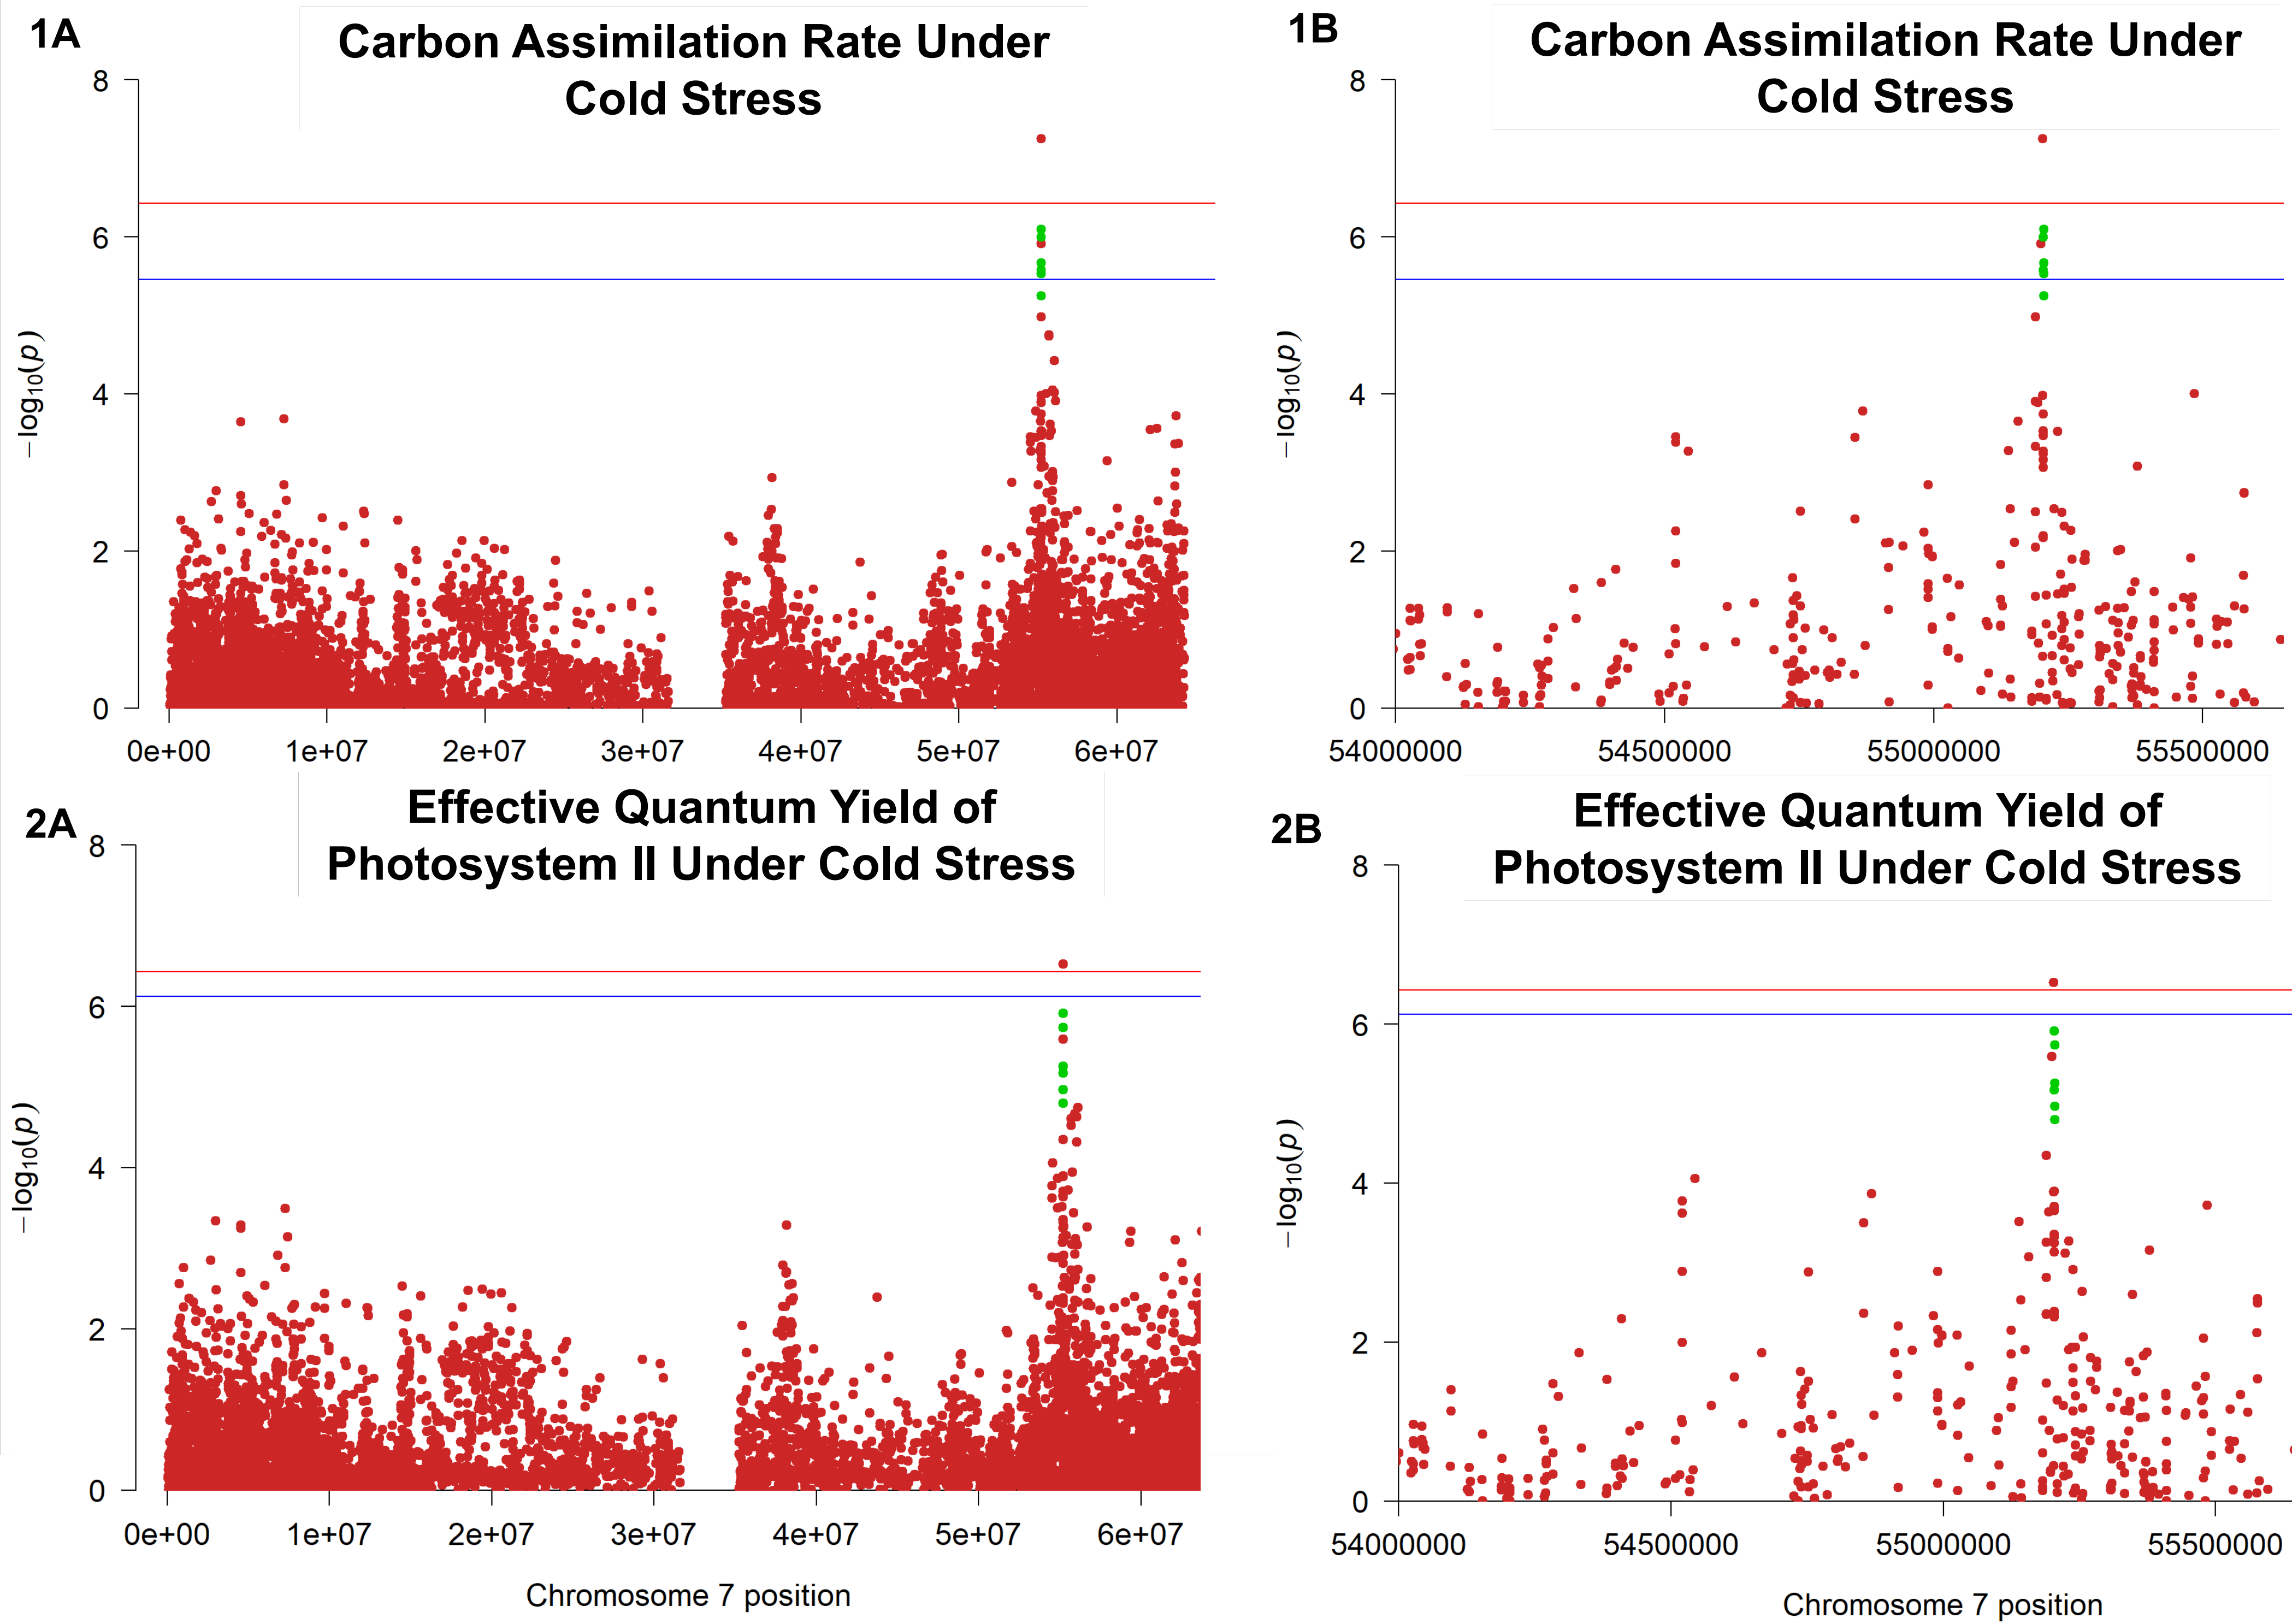 1A
Carbon Assimilation Rate Under
Cold Stress
8
6
4
2
0
−log10(p)
0e+00 1e+07 2e+07 3e+07 4e+07 5e+07 6e+07
1B
Carbon Assimilation Rate Under
Cold Stress
8
6
4
2
0
−log10(p)
54000000 54500000 55000000 55500000
2A
Effective Quantum Yield of
Photosystem II Under Cold Stress
8
6
4
2
0
−log10(p)
0e+00 1e+07 2e+07 3e+07 4e+07 5e+07 6e+07
Chromosome 7 position
2B
Effective Quantum Yield of
Photosystem II Under Cold Stress
8
6
4
2
0
−log10(p)
54000000 54500000 55000000 55500000
Chromosome 7 position